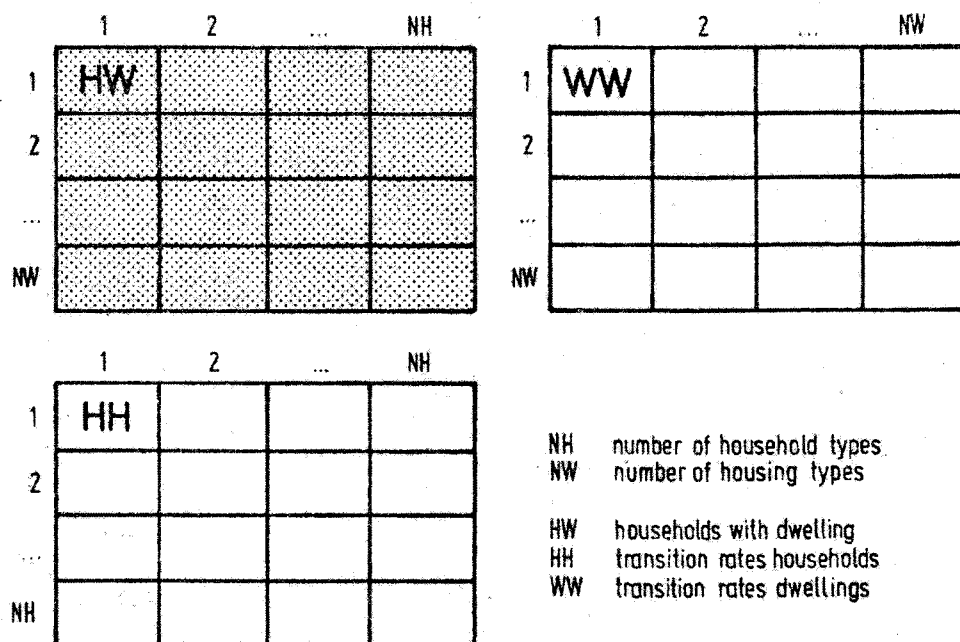 1 2 ... NH
1 HW
2
...
NW
1 2 ... NW
1 WW
2
...
NW
1 2 ... NH
1 HH
2
...
NH
NH number of household types
NW number of housing types
HW households with dwelling
HH transition rates households
WW transition rates dwellings